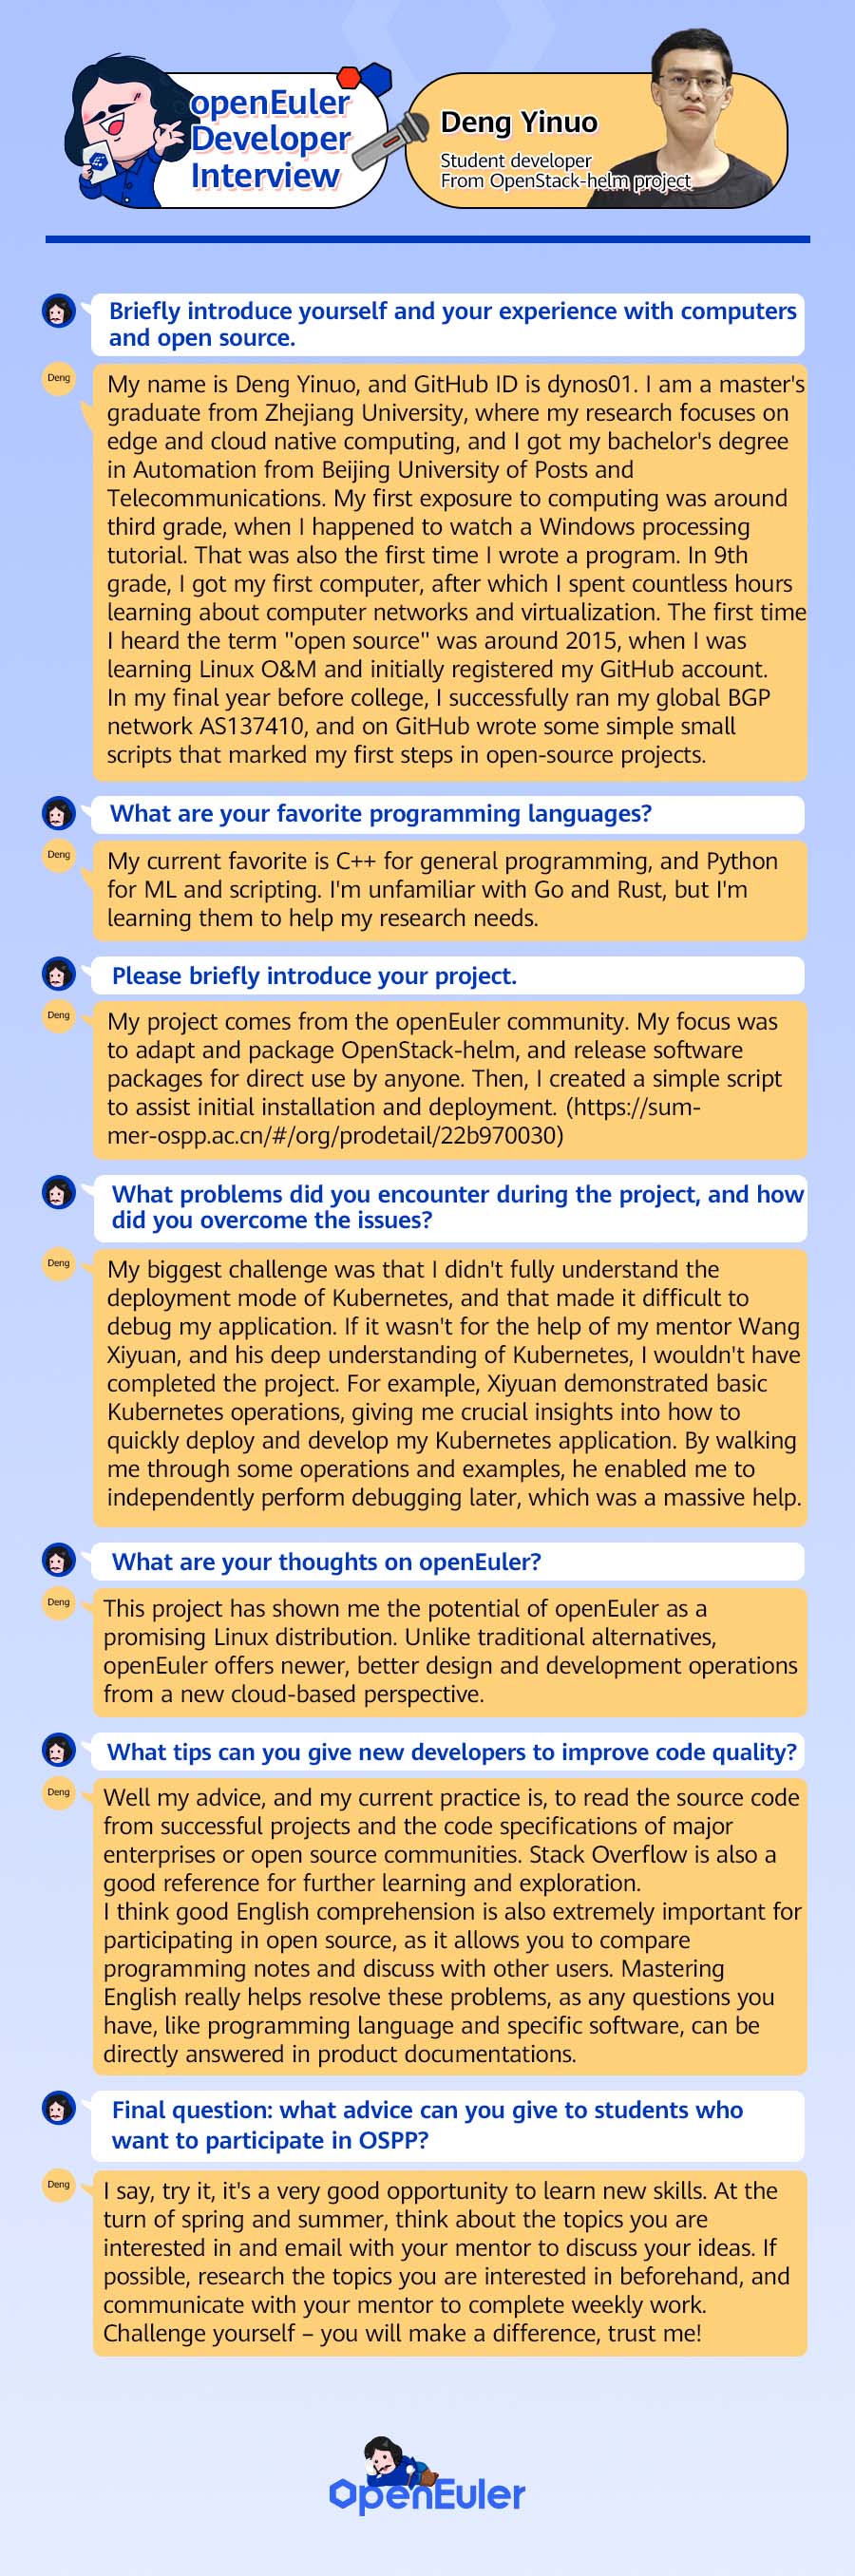 openEuler
Developer
Interview
Deng Yinuo
Student developer
From OpenStack-helm project
Briefly introduce yourself and your experience with computers
and open source.
Deng
My name is Deng Yinuo, and GitHub ID is dynos01. I am a master's
graduate from Zhejiang University, where my research focuses on
edge and cloud native computing, and I got my bachelor's degree
in Automation from Beijing University of Posts and
Telecommunications. My first exposure to computing was around
third grade, when I happened to watch a Windows processing
tutorial. That was also the first time I wrote a program. In 9th
grade, I got my first computer, after which I spent countless hours
learning about computer networks and virtualization. The first time
I heard the term "open source" was around 2015, when I was
learning Linux O&M and initially registered my GitHub account.
In my final year before college, I successfully ran my global BGP
network AS137410, and on GitHub wrote some simple small
scripts that marked my first steps in open-source projects.
What are your favorite programming languages?
Deng
My current favorite is C++ for general programming, and Python
for ML and scripting. I'm unfamiliar with Go and Rust, but I'm
learning them to help my research needs.
Please briefly introduce your project.
Deng
My project comes from the openEuler community. My focus was
to adapt and package OpenStack-helm, and release software
packages for direct use by anyone. Then, I created a simple script
to assist initial installation and deployment. (https://sum-
mer-ospp.ac.cn/#/org/prodetail/22b970030)
What problems did you encounter during the project, and how
did you overcome the issues?
Deng
My biggest challenge was that I didn't fully understand the
deployment mode of Kubernetes, and that made it difficult to
debug my application. If it wasn't for the help of my mentor Wang
Xiyuan, and his deep understanding of Kubernetes, I wouldn't have
completed the project. For example, Xiyuan demonstrated basic
Kubernetes operations, giving me crucial insights into how to
quickly deploy and develop my Kubernetes application. By walking
me through some operations and examples, he enabled me to
independently perform debugging later, which was a massive help.
What are your thoughts on openEuler?
Deng
This project has shown me the potential of openEuler as a
promising Linux distribution. Unlike traditional alternatives,
openEuler offers newer, better design and development operations
from a new cloud-based perspective.
What tips can you give new developers to improve code quality?
Deng
Well my advice, and my current practice is, to read the source code
from successful projects and the code specifications of major
enterprises or open source communities. Stack Overflow is also a
good reference for further learning and exploration.
I think good English comprehension is also extremely important for
participating in open source, as it allows you to compare
programming notes and discuss with other users. Mastering
English really helps resolve these problems, as any questions you
have, like programming language and specific software, can be
directly answered in product documentations.
Final question: what advice can you give to students who
want to participate in OSPP?
Deng
I say, try it, it's a very good opportunity to learn new skills. At the
turn of spring and summer, think about the topics you are
interested in and email with your mentor to discuss your ideas. If
possible, research the topics you are interested in beforehand, and
communicate with your mentor to complete weekly work.
Challenge yourself – you will make a difference, trust me!
OpenEuler